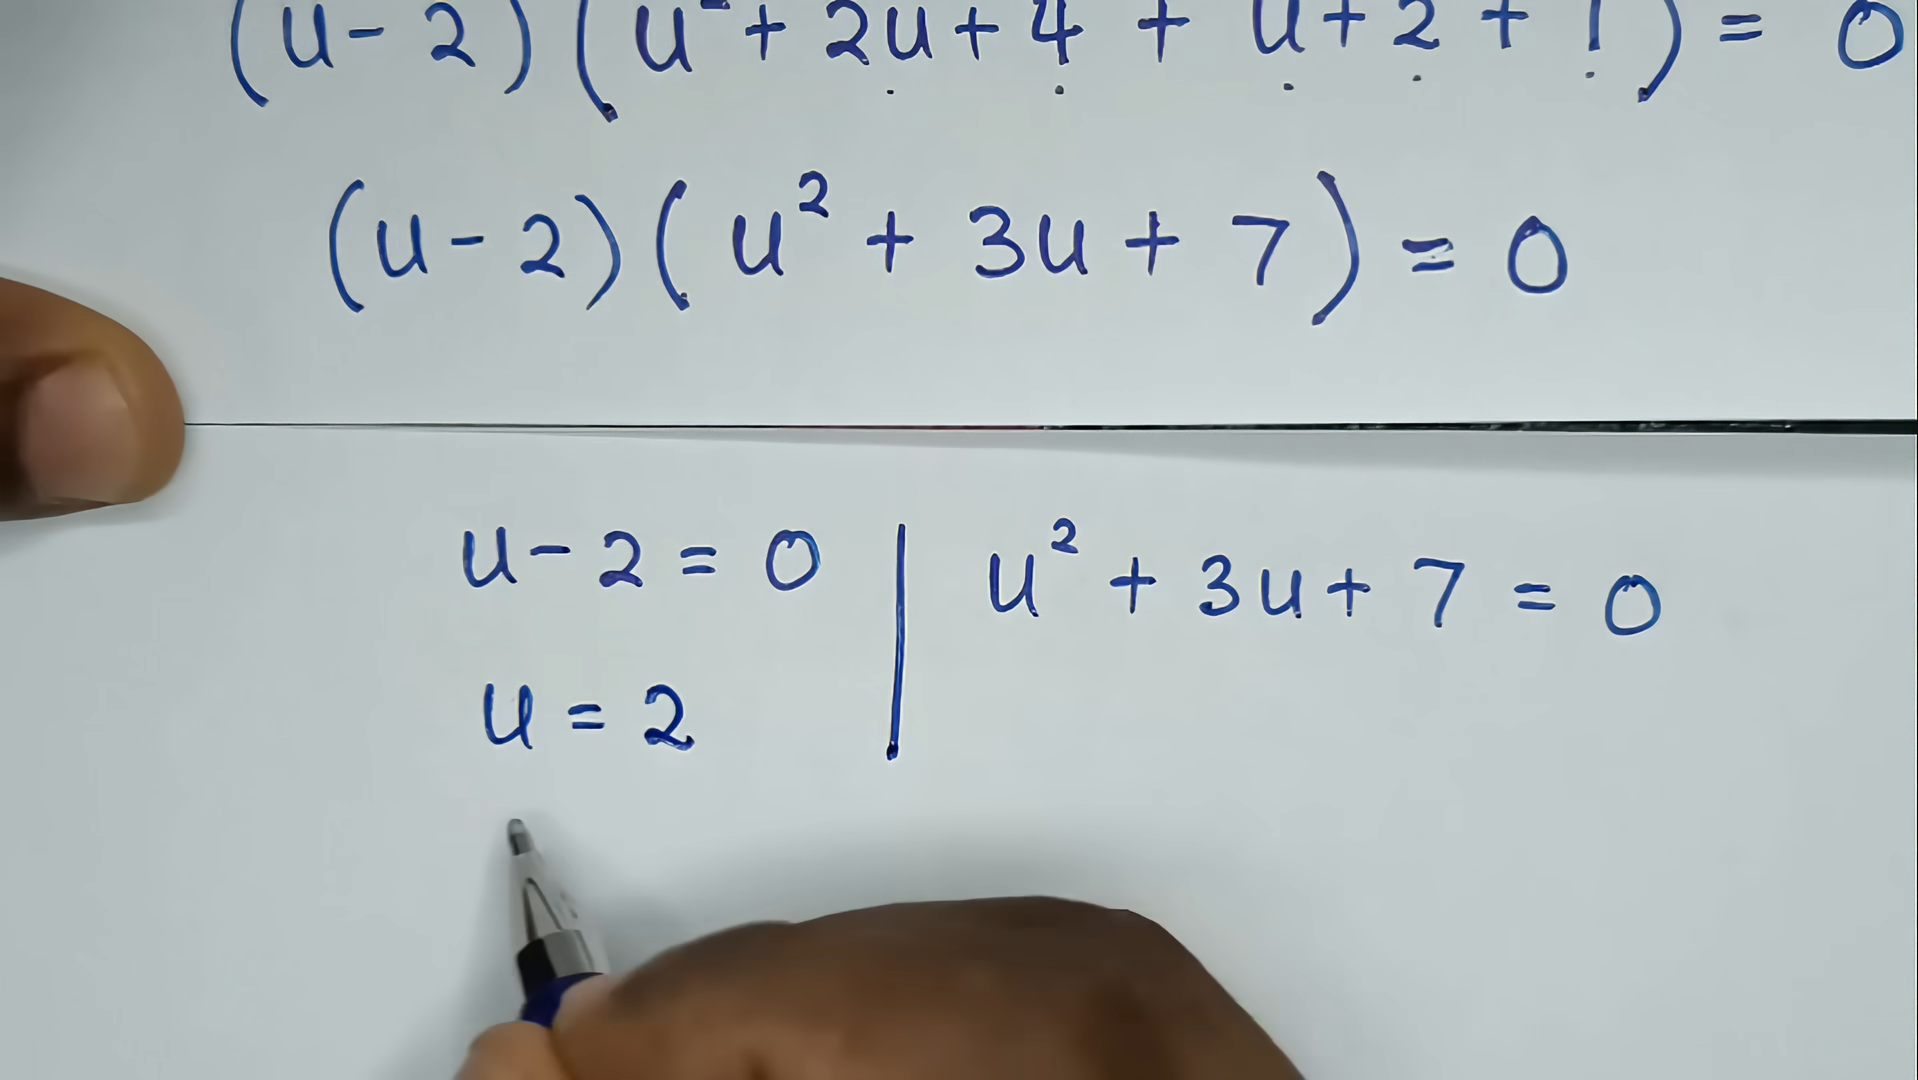 (u - 2)(u² + 2u + 4 + u + 2 + 1) = 0
(u - 2)(u² + 3u + 7) = 0
u - 2 = 0 | u² + 3u + 7 = 0
u = 2